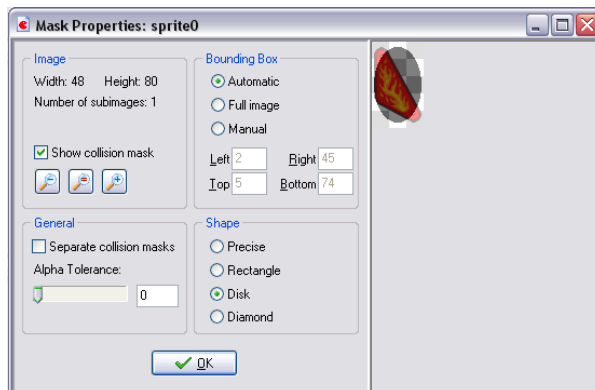 Mask Properties: sprite0
Image
Width: 48 Height: 80
Number of subimages: 1
Show collision mask
Bounding Box
Automatic
Full image
Manual
Left 2 Right 45
Top 5 Bottom 74
General
Separate collision masks
Alpha Tolerance:
0
Shape
Precise
Rectangle
Disk
Diamond
OK